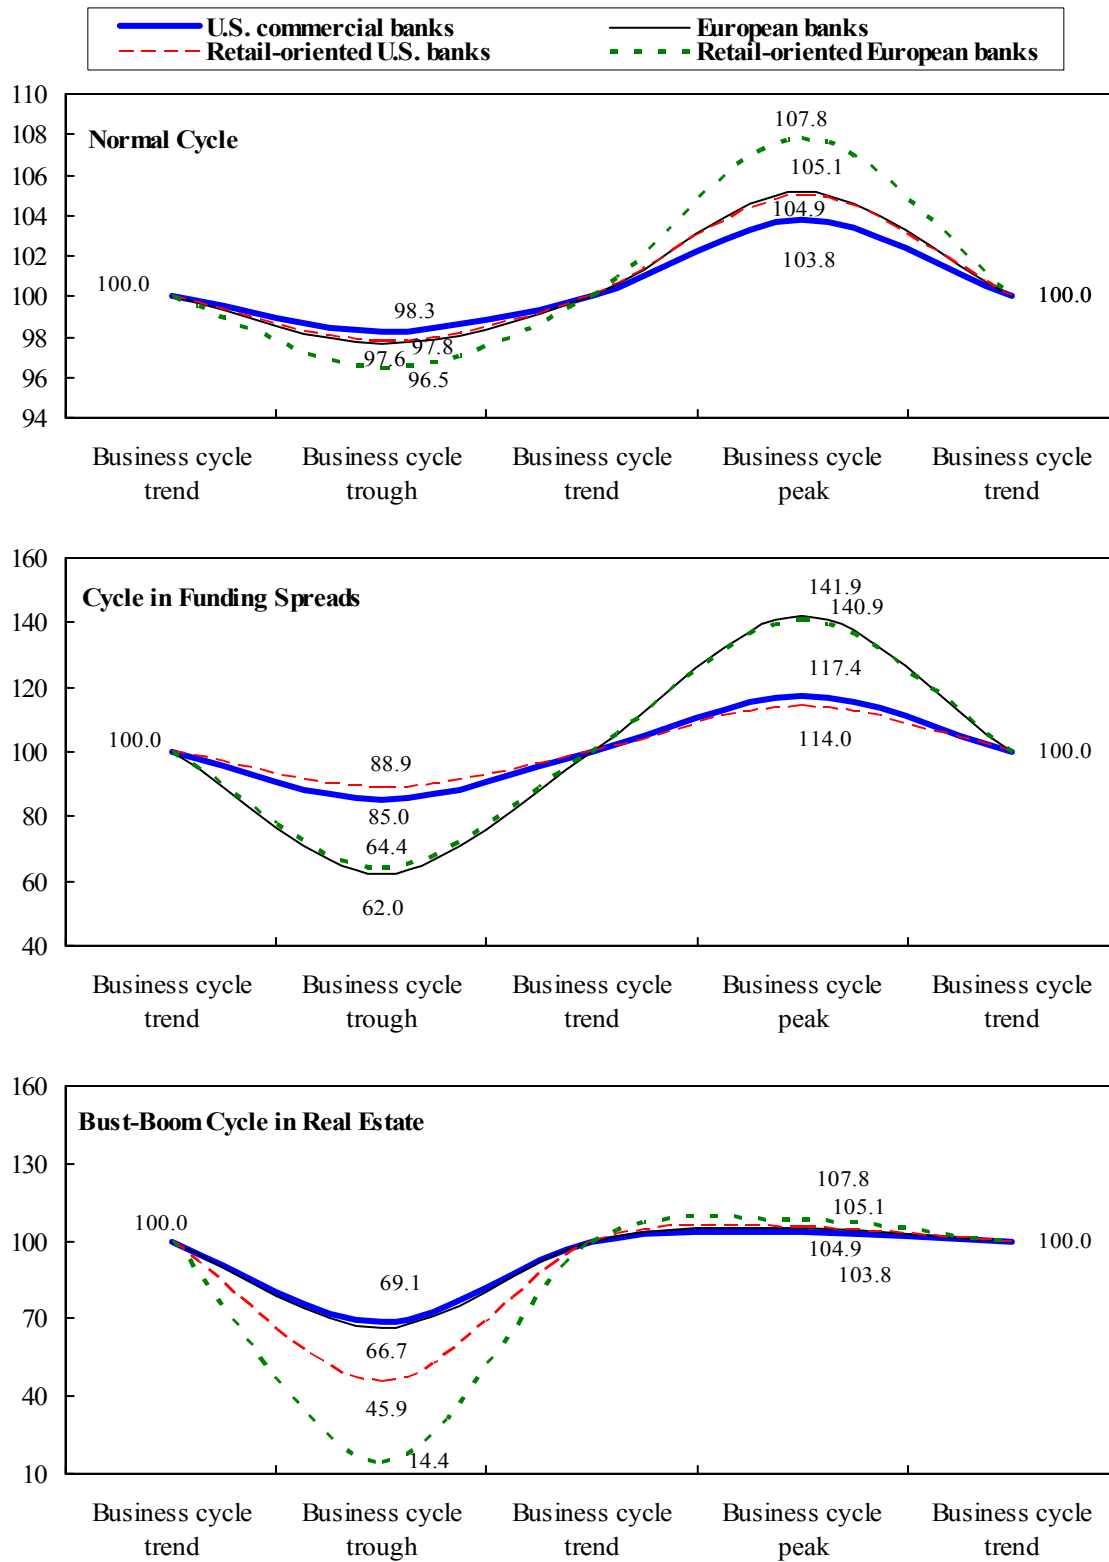 U.S. commercial banks
European banks
Retail-oriented U.S. banks
Retail-oriented European banks
110
Normal Cycle
107.8
108
105.1
106
104
104.9
103.8
102
100
100.0
98.3
100.0
98
97.8
97.6
96.5
96
94
Business cycle trend
Business cycle trough
Business cycle trend
Business cycle peak
Business cycle trend
160
Cycle in Funding Spreads
141.9
140.9
140
117.4
120
100.0
100
88.9
114.0
100.0
85.0
80
64.4
60
62.0
40
Business cycle trend
Business cycle trough
Business cycle trend
Business cycle peak
Business cycle trend
160
Bust-Boom Cycle in Real Estate
130
107.8
105.1
100.0
100
104.9
100.0
103.8
69.1
70
66.7
45.9
40
14.4
10
Business cycle trend
Business cycle trough
Business cycle trend
Business cycle peak
Business cycle trend